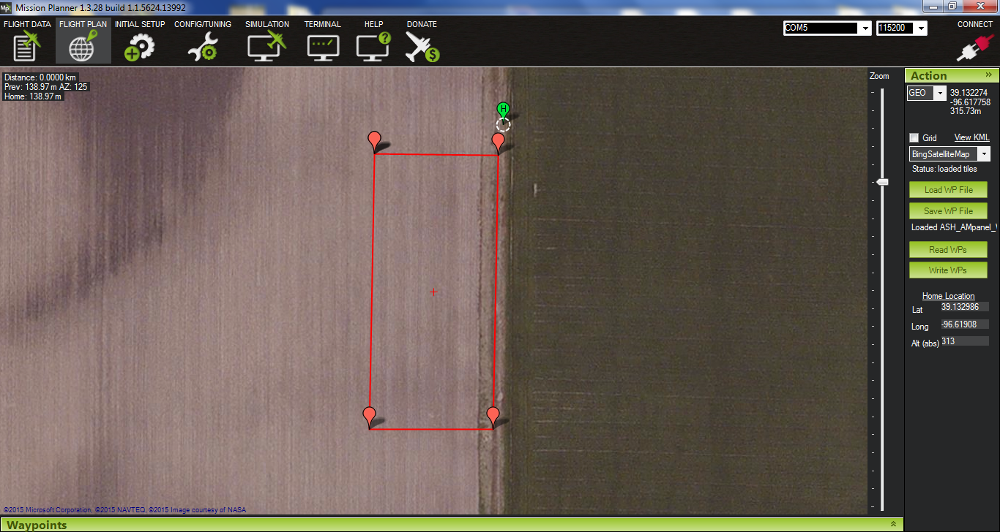 Mp Mission Planner 1.3.28 build 1.1.5624.13992
FLIGHT DATA FLIGHT PLAN INITIAL SETUP CONFIG/TUNING SIMULATION TERMINAL HELP DONATE COM5 115200 CONNECT
Distance: 0.0000 km
Prev: 138.97 m AZ: 125
Home: 138.97 m
H
Zoom
Action
GEO
39.132274
-96.617758
315.73m
Grid View KML
BingSatelliteMap
Status: loaded tiles
Load WP File
Save WP File
Loaded ASH_AMpanel_
Read WPs
Write WPs
Home Location
Lat 39.132986
Long -96.61908
Alt (abs) 313
©2015 Microsoft Corporation, ©2015 NAVTEQ, ©2015 Image courtesy of NASA
Waypoints